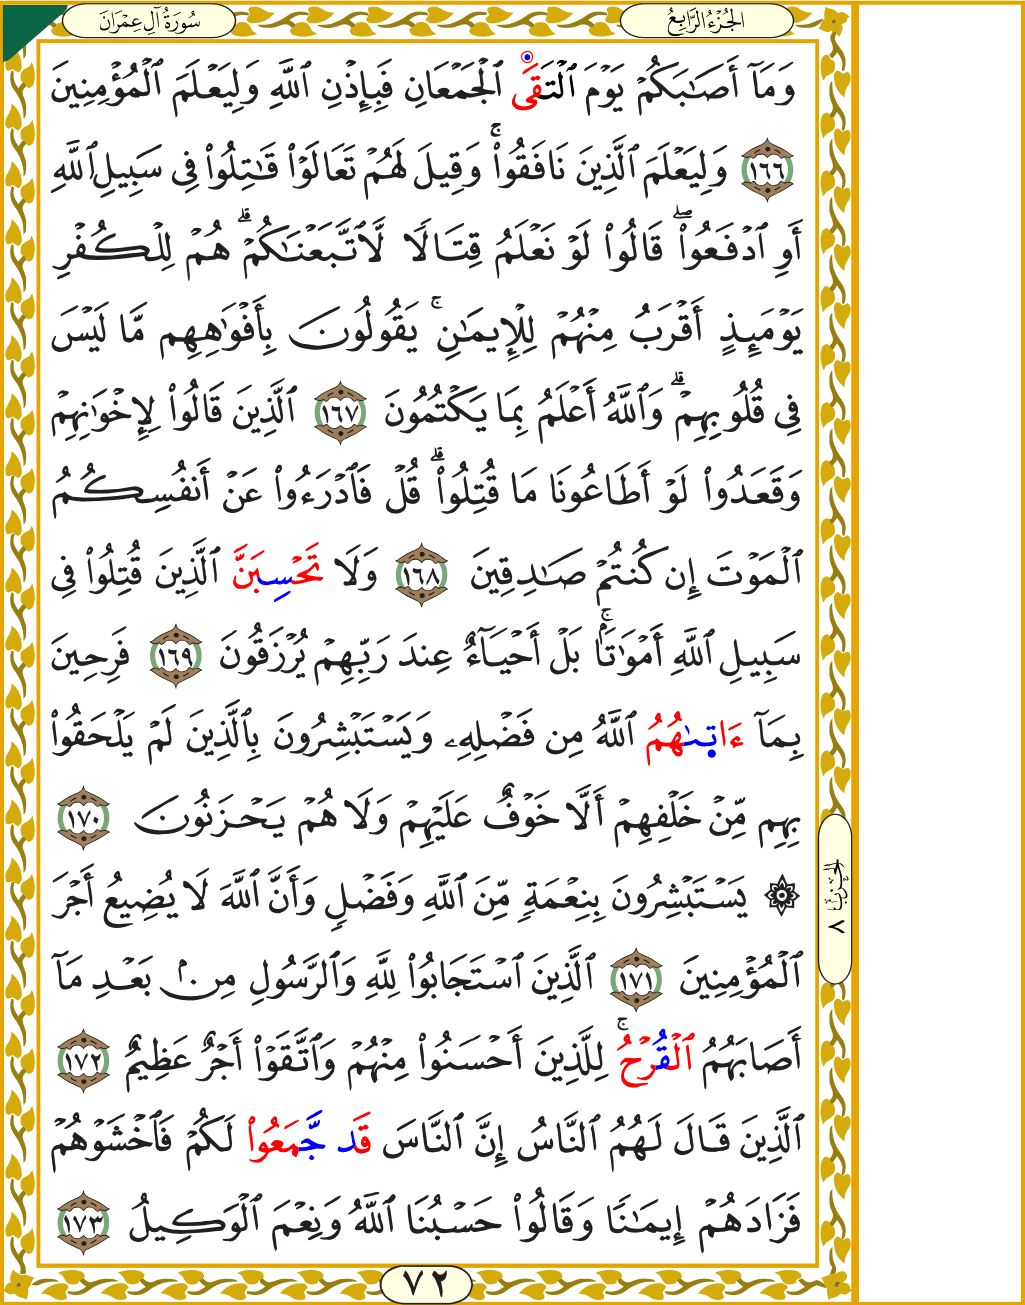 سُورَةُ آلِ عِمْرَانَ
الجُزْءُ الرَّابِعُ
وَمَآ أَصَٰبَكُمْ يَوْمَ ٱلْتَقَى ٱلْجَمْعَانِ فَبِإِذْنِ ٱللَّهِ وَلِيَعْلَمَ ٱلْمُؤْمِنِينَ
١٦٦ وَلِيَعْلَمَ ٱلَّذِينَ نَافَقُوا۟ۚ وَقِيلَ لَهُمْ تَعَالَوْا۟ قَٰتِلُوا۟ فِى سَبِيلِ ٱللَّهِ
أَوِ ٱدْفَعُوا۟ۖ قَالُوا۟ لَوْ نَعْلَمُ قِتَالًا لَّٱتَّبَعْنَٰكُمْۗ هُمْ لِلْكُفْرِ
يَوْمَئِذٍ أَقْرَبُ مِنْهُمْ لِلْإِيمَٰنِۚ يَقُولُونَ بِأَفْوَٰهِهِم مَّا لَيْسَ
فِى قُلُوبِهِمْۗ وَٱللَّهُ أَعْلَمُ بِمَا يَكْتُمُونَ ١٦٧ ٱلَّذِينَ قَالُوا۟ لِإِخْوَٰنِهِمْ
وَقَعَدُوا۟ لَوْ أَطَاعُونَا مَا قُتِلُوا۟ۗ قُلْ فَٱدْرَءُوا۟ عَنْ أَنفُسِكُمُ
ٱلْمَوْتَ إِن كُنتُمْ صَٰدِقِينَ ١٦٨ وَلَا تَحْسِبَنَّ ٱلَّذِينَ قُتِلُوا۟ فِى
سَبِيلِ ٱللَّهِ أَمْوَٰتًۢاۚ بَلْ أَحْيَآءٌ عِندَ رَبِّهِمْ يُرْزَقُونَ ١٦٩ فَرِحِينَ
بِمَآ ءَاتِىٰهُمُ ٱللَّهُ مِن فَضْلِهِۦ وَيَسْتَبْشِرُونَ بِٱلَّذِينَ لَمْ يَلْحَقُوا۟
بِهِم مِّنْ خَلْفِهِمْ أَلَّا خَوْفٌ عَلَيْهِمْ وَلَا هُمْ يَحْزَنُونَ ١٧٠
۞ يَسْتَبْشِرُونَ بِنِعْمَةٍ مِّنَ ٱللَّهِ وَفَضْلٍ وَأَنَّ ٱللَّهَ لَا يُضِيعُ أَجْرَ
ٱلْمُؤْمِنِينَ ١٧١ ٱلَّذِينَ ٱسْتَجَابُوا۟ لِلَّهِ وَٱلرَّسُولِ مِنۢ بَعْدِ مَآ
أَصَابَهُمُ ٱلْقُرْحُۚ لِلَّذِينَ أَحْسَنُوا۟ مِنْهُمْ وَٱتَّقَوْا۟ أَجْرٌ عَظِيمٌ ١٧٢
ٱلَّذِينَ قَالَ لَهُمُ ٱلنَّاسُ إِنَّ ٱلنَّاسَ قَد جَّمَعُوا۟ لَكُمْ فَٱخْشَوْهُمْ
فَزَادَهُمْ إِيمَٰنًا وَقَالُوا۟ حَسْبُنَا ٱللَّهُ وَنِعْمَ ٱلْوَكِيلُ ١٧٣
الحزب ٨
٧٢